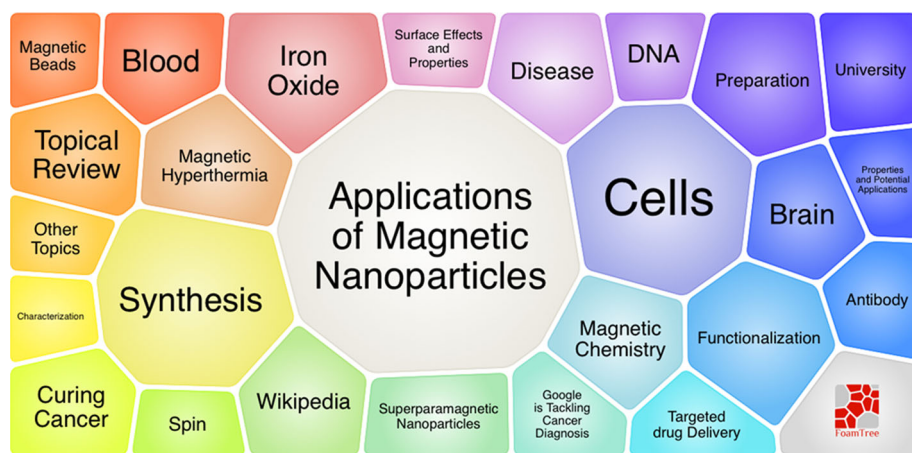 Magnetic
Beads
Blood
Iron
Oxide
Surface Effects
and
Properties
Disease
DNA
Preparation
University
Topical
Review
Magnetic
Hyperthermia
Applications
of Magnetic
Nanoparticles
Cells
Brain
Properties
and Potential
Applications
Other
Topics
Synthesis
Characterization
Magnetic
Chemistry
Functionalization
Antibody
Curing
Cancer
Spin
Wikipedia
Superparamagnetic
Nanoparticles
Google
is Tackling
Cancer
Diagnosis
Targeted
drug Delivery
FoamTree